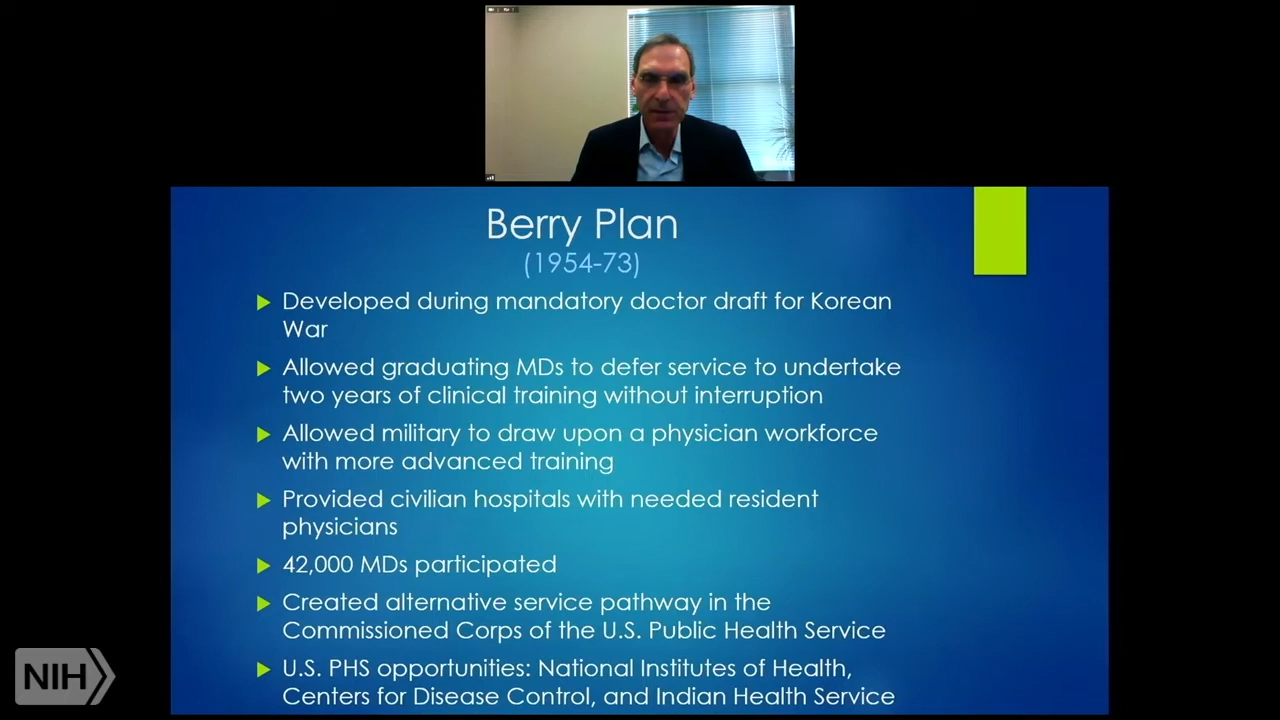 Berry Plan
(1954-73)
Developed during mandatory doctor draft for Korean
War
Allowed graduating MDs to defer service to undertake
two years of clinical training without interruption
Allowed military to draw upon a physician workforce
with more advanced training
Provided civilian hospitals with needed resident
physicians
42,000 MDs participated
Created alternative service pathway in the
Commissioned Corps of the U.S. Public Health Service
U.S. PHS opportunities: National Institutes of Health,
Centers for Disease Control, and Indian Health Service
NIH